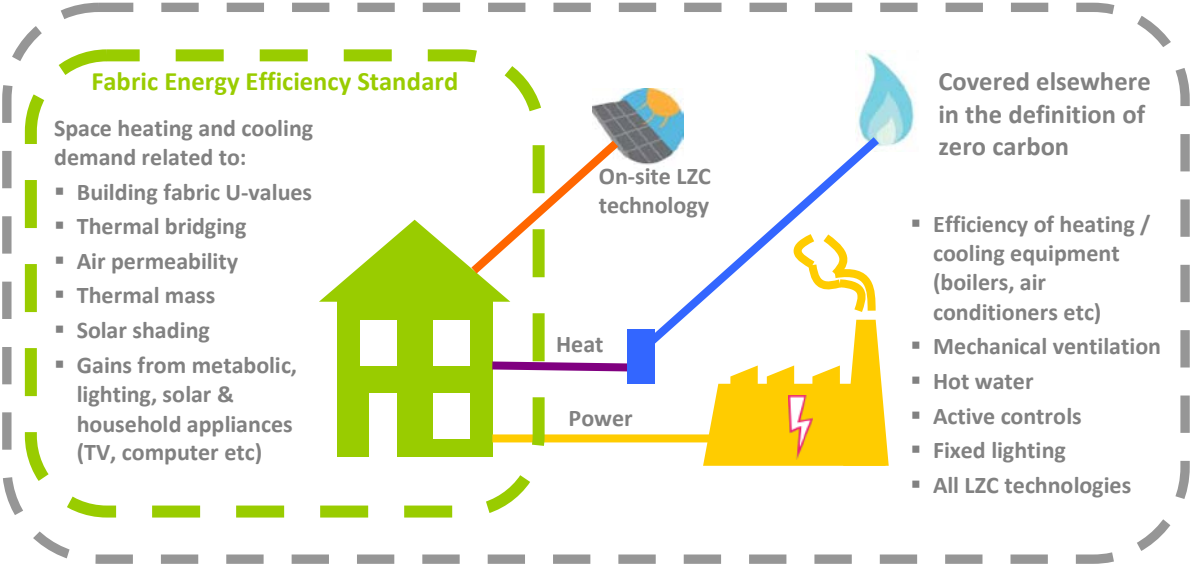 Fabric Energy Efficiency Standard
Space heating and cooling
demand related to:
▪ Building fabric U-values
▪ Thermal bridging
▪ Air permeability
▪ Thermal mass
▪ Solar shading
▪ Gains from metabolic,
lighting, solar &
household appliances
(TV, computer etc)
On-site LZC
technology
Heat
Power
Covered elsewhere
in the definition of
zero carbon
▪ Efficiency of heating /
cooling equipment
(boilers, air
conditioners etc)
▪ Mechanical ventilation
▪ Hot water
▪ Active controls
▪ Fixed lighting
▪ All LZC technologies